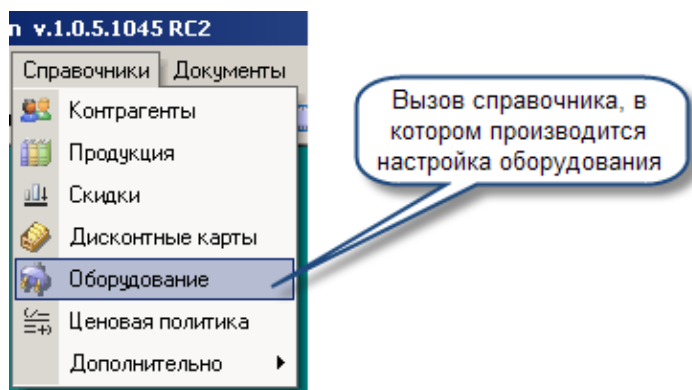 n v.1.0.5.1045 RC2
Справочники Документы
Контрагенты
Продукция
Скидки
Дисконтные карты
Оборудование
Ценовая политика
Дополнительно
Вызов справочника, в
котором производится
настройка оборудования